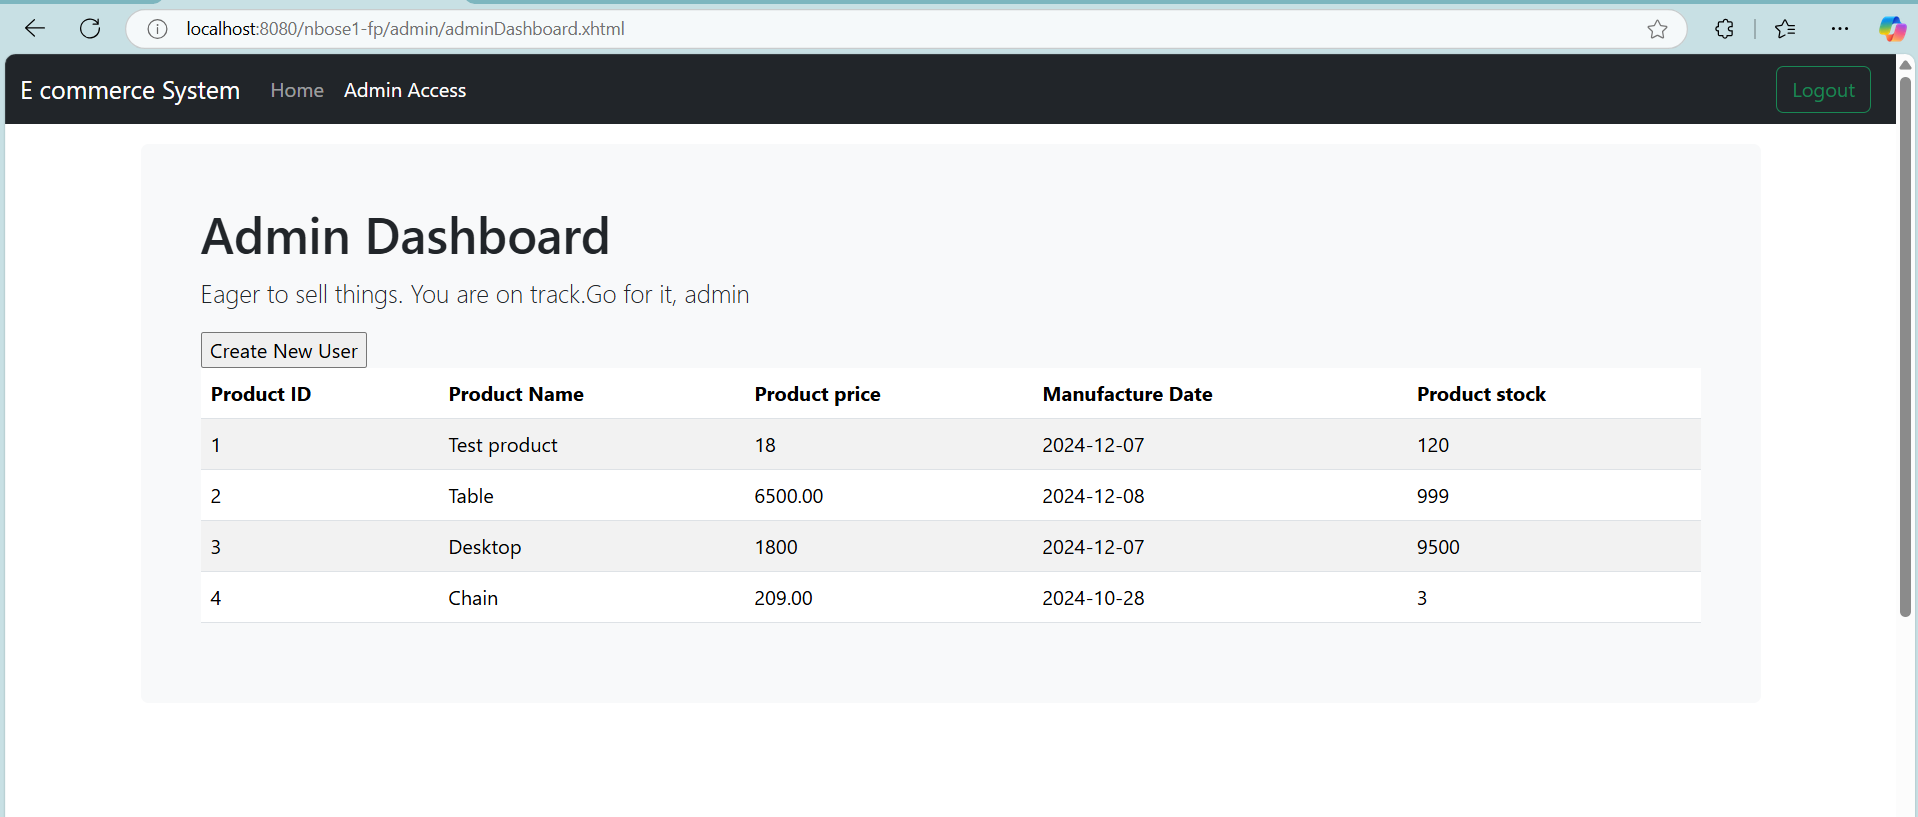 localhost:8080/nbose1-fp/admin/adminDashboard.xhtml
E commerce System Home Admin Access Logout
Admin Dashboard
Eager to sell things. You are on track.Go for it, admin
Create New User
Product ID Product Name Product price Manufacture Date Product stock
1 Test product 18 2024-12-07 120
2 Table 6500.00 2024-12-08 999
3 Desktop 1800 2024-12-07 9500
4 Chain 209.00 2024-10-28 3